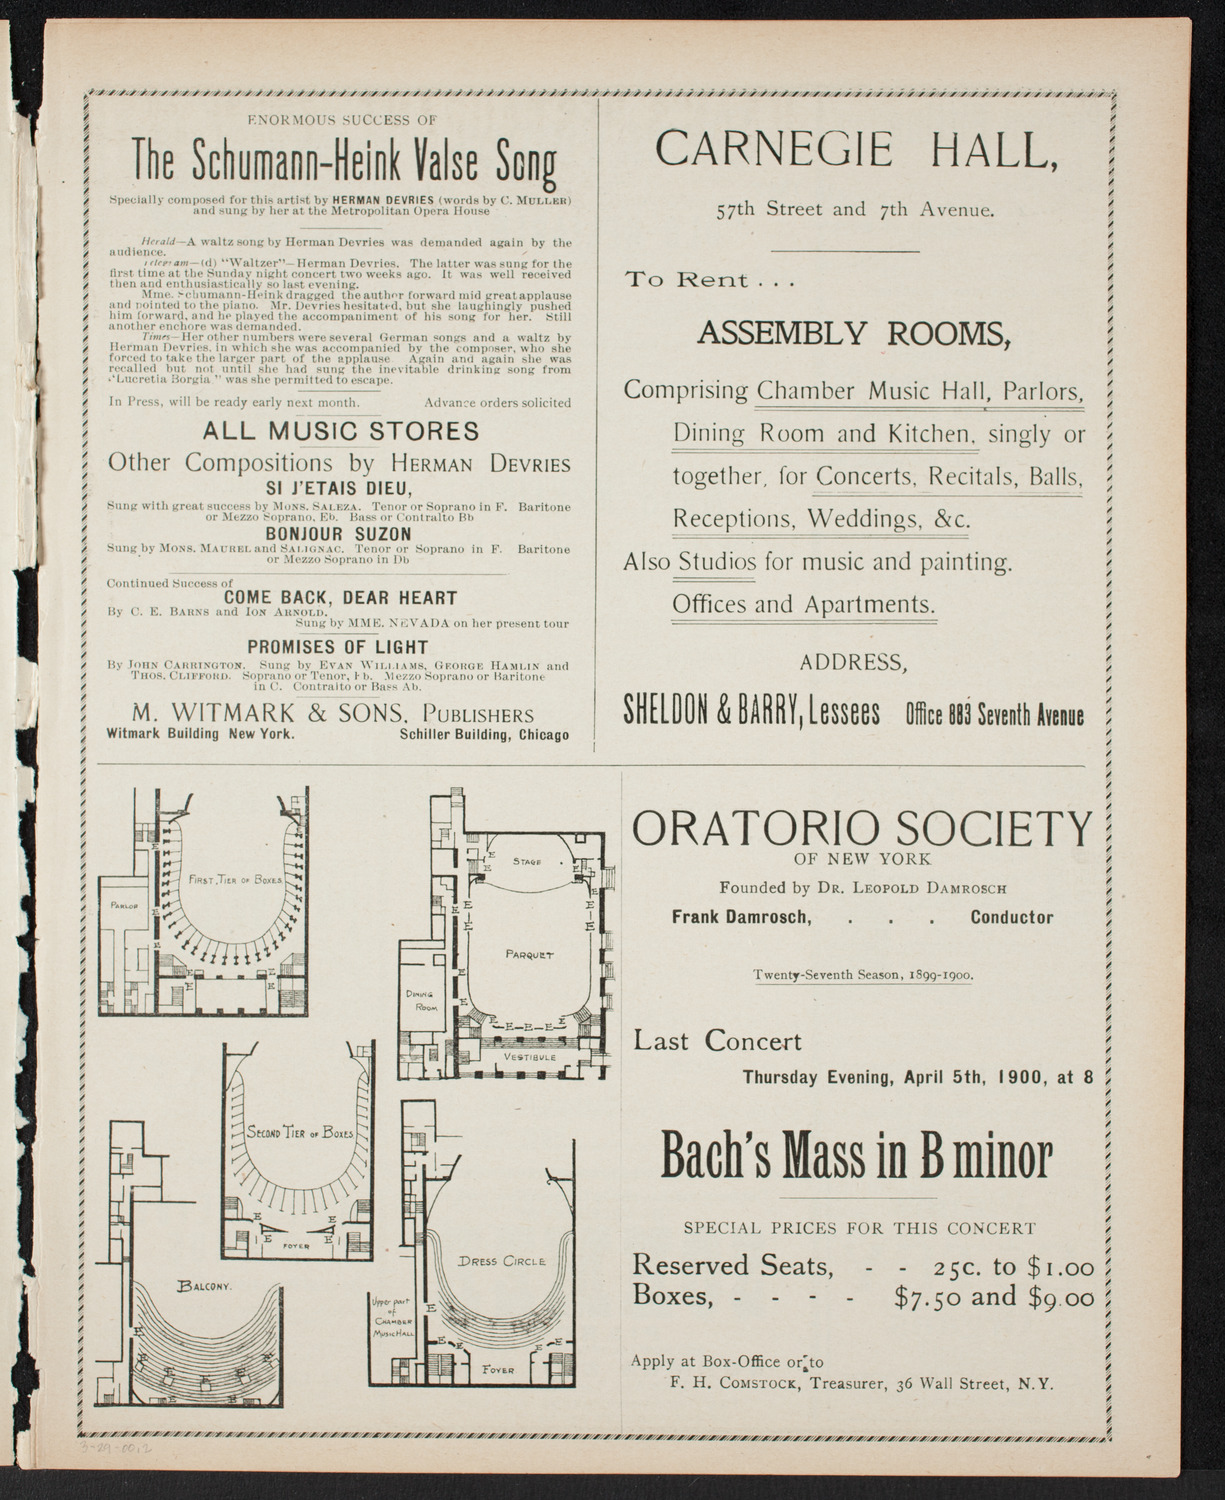 ENORMOUS SUCCESS OF
The Schumann-Heink Valse Song
Specially composed for this artist by HERMAN DEVRIES (words by C. MULLER)
and sung by her at the Metropolitan Opera House
Herald—A waltz song by Herman Devries was demanded again by the
audience.
—(d) "Waltzer"—Herman Devries. The latter was sung for the
first time at the Sunday night concert two weeks ago. It was well received
then and enthusiastically so last evening.
Mme. Schumann-Heink dragged the author forward mid great applause
and pointed to the piano. Mr. Devries hesitated, but she laughingly pushed
him forward, and he played the accompaniment of his song for her. Still
another enchore was demanded.
Times—Her other numbers were several German songs and a waltz by
Herman Devries, in which she was accompanied by the composer, who she
forced to take the larger part of the applause. Again and again she was
recalled but not until she had sung the inevitable drinking song from
"Lucretia Borgia" was she permitted to escape.
In Press, will be ready early next month. Advance orders solicited
ALL MUSIC STORES
Other Compositions by HERMAN DEVRIES
SI J'ETAIS DIEU,
Sung with great success by MONS. SALEZA. Tenor or Soprano in F. Baritone
or Mezzo Soprano, Eb. Bass or Contralto Bb
BONJOUR SUZON
Sung by MONS. MAUREL and SALIGNAC. Tenor or Soprano in F. Baritone
or Mezzo Soprano in Db
Continued Success of
COME BACK, DEAR HEART
By C. E. BARNS and ION ARNOLD.
Sung by MME. NEVADA on her present tour
PROMISES OF LIGHT
By JOHN CARRINGTON. Sung by EVAN WILLIAMS, GEORGE HAMLIN and
THOS. CLIFFORD. Soprano or Tenor, Eb. Mezzo Soprano or Baritone
in C. Contralto or Bass Ab.
M. WITMARK & SONS, PUBLISHERS
Witmark Building New York. Schiller Building, Chicago
CARNEGIE HALL,
57th Street and 7th Avenue.
To Rent . . .
ASSEMBLY ROOMS,
Comprising Chamber Music Hall, Parlors,
Dining Room and Kitchen, singly or
together, for Concerts, Recitals, Balls,
Receptions, Weddings, &c.
Also Studios for music and painting.
Offices and Apartments.
ADDRESS,
SHELDON & BARRY, Lessees Office 883 Seventh Avenue
FIRST TIER OF BOXES
PARLOR
E
E
E
E
E
STAGE
E
E
E
E
E
E
E
E
PARQUET
E
E
DINING
ROOM
E E E E E E
VESTIBULE
SECOND TIER OF BOXES
E E
E E
FOYER
BALCONY.
E
E
E
E
E
E
DRESS CIRCLE
Upper part
of
CHAMBER
MUSIC HALL
E
E
E
E
E
FOYER
ORATORIO SOCIETY
OF NEW YORK
Founded by DR. LEOPOLD DAMROSCH
Frank Damrosch, . . . Conductor
Twenty-Seventh Season, 1899-1900.
Last Concert
Thursday Evening, April 5th, 1900, at 8
Bach's Mass in B minor
SPECIAL PRICES FOR THIS CONCERT
Reserved Seats, - - 25c. to $1.00
Boxes, - - - - $7.50 and $9.00
Apply at Box-Office or to
F. H. COMSTOCK, Treasurer, 36 Wall Street, N.Y.
3-29-00.2